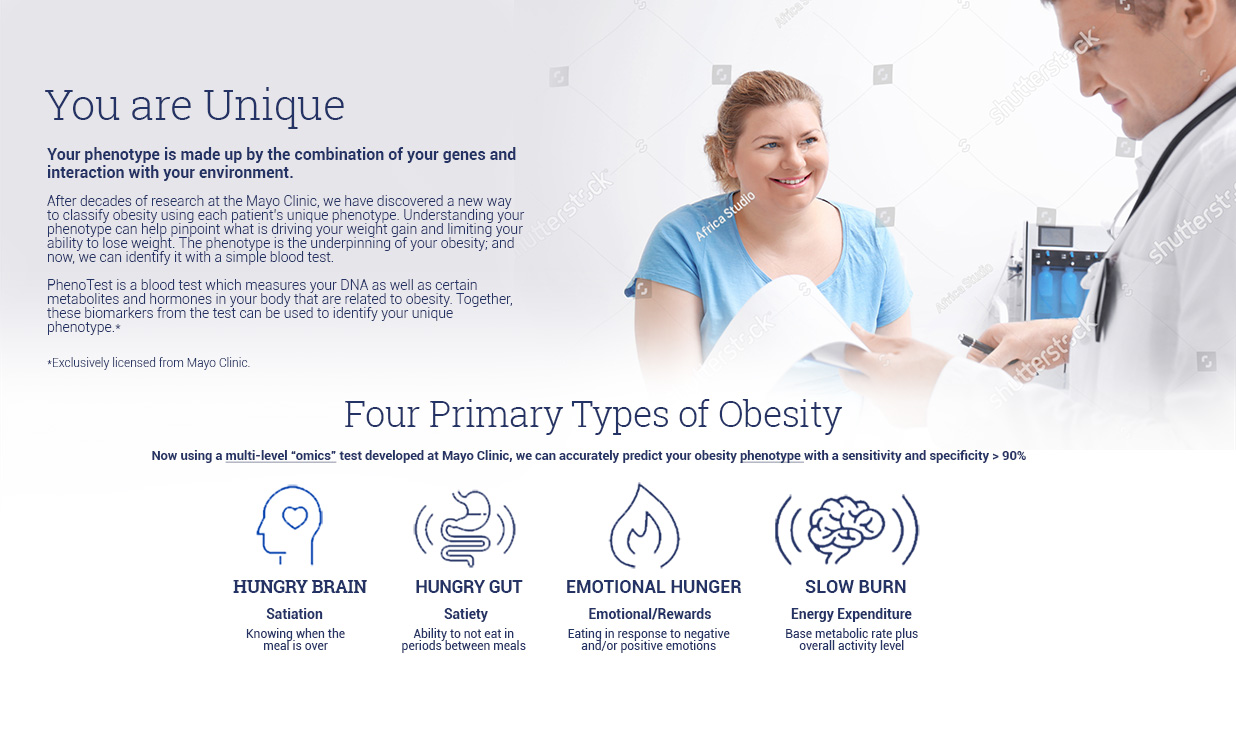 You are Unique
Your phenotype is made up by the combination of your genes and
interaction with your environment.
After decades of research at the Mayo Clinic, we have discovered a new way
to classify obesity using each patient's unique phenotype. Understanding your
phenotype can help pinpoint what is driving your weight gain and limiting your
ability to lose weight. The phenotype is the underpinning of your obesity; and
now, we can identify it with a simple blood test.
PhenoTest is a blood test which measures your DNA as well as certain
metabolites and hormones in your body that are related to obesity. Together,
these biomarkers from the test can be used to identify your unique
phenotype.*
*Exclusively licensed from Mayo Clinic.
shutterstock
shutterstock
shutterstock
shutterstock
Africa Studio
Africa Studio
Four Primary Types of Obesity
Now using a multi-level “omics” test developed at Mayo Clinic, we can accurately predict your obesity phenotype with a sensitivity and specificity > 90%
HUNGRY BRAIN
Satiation
Knowing when the
meal is over
HUNGRY GUT
Satiety
Ability to not eat in
periods between meals
EMOTIONAL HUNGER
Emotional/Rewards
Eating in response to negative
and/or positive emotions
SLOW BURN
Energy Expenditure
Base metabolic rate plus
overall activity level